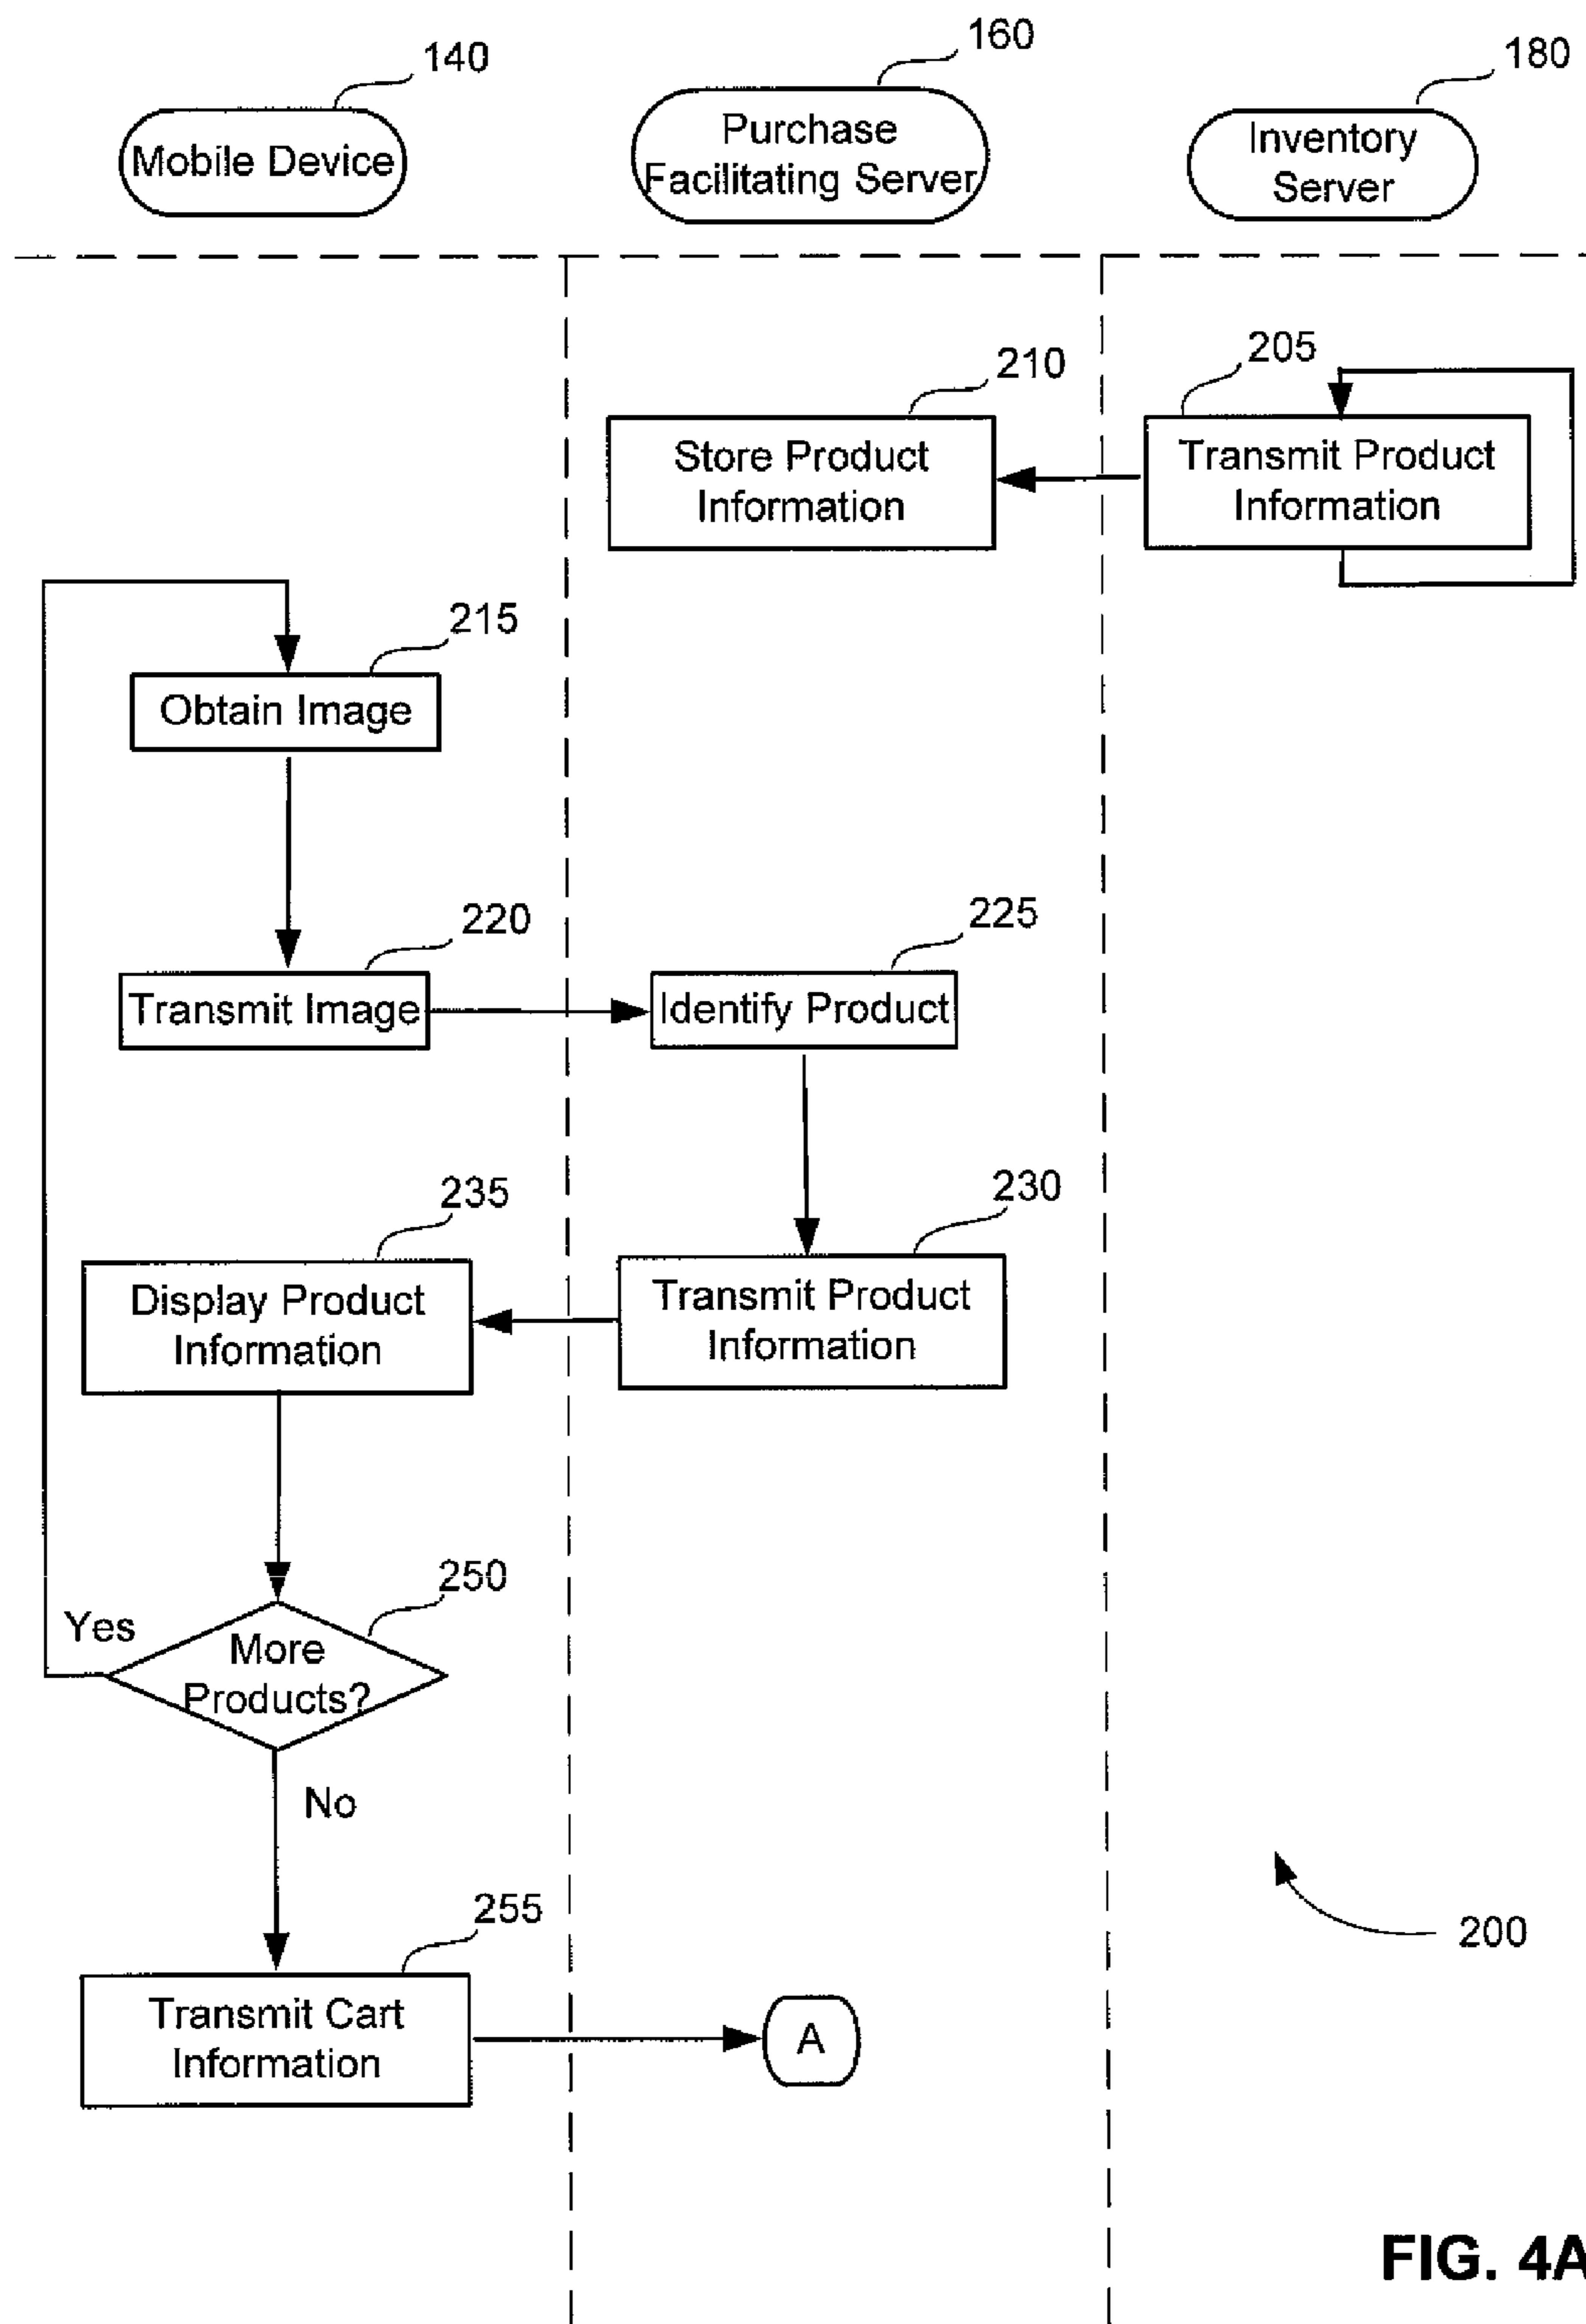 140
160
180
Mobile Device
Purchase
Facilitating Server
Inventory
Server
210
205
Store Product
Information
Transmit Product
Information
215
Obtain Image
220
225
Transmit Image
Identify Product
235
230
Display Product
Information
Transmit Product
Information
250
Yes
More
Products?
No
255
200
Transmit Cart
Information
A
FIG. 4A